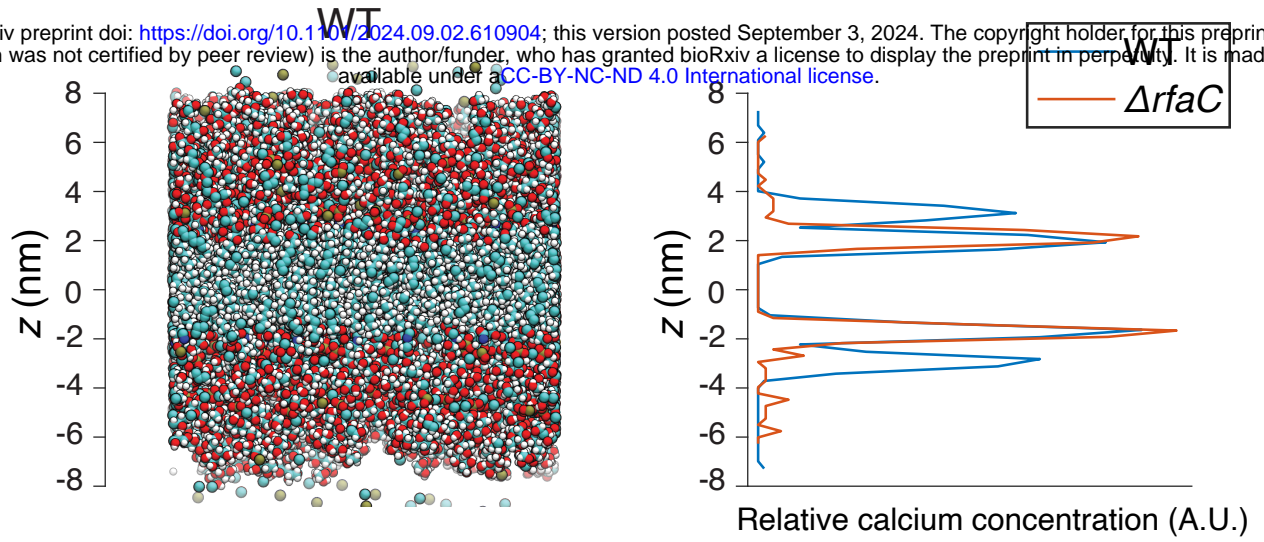 WT
iv preprint doi: https://doi.org/10.1101/2024.09.02.610904; this version posted September 3, 2024. The copyright holder for this preprin
n was not certified by peer review) is the author/funder, who has granted bioRxiv a license to display the preprint in perpetuity. It is mad
available under aCC-BY-NC-ND 4.0 International license.
WT
ΔrfaC
8
6
4
2
0
-2
-4
-6
-8
z (nm)
8
6
4
2
0
-2
-4
-6
-8
z (nm)
Relative calcium concentration (A.U.)